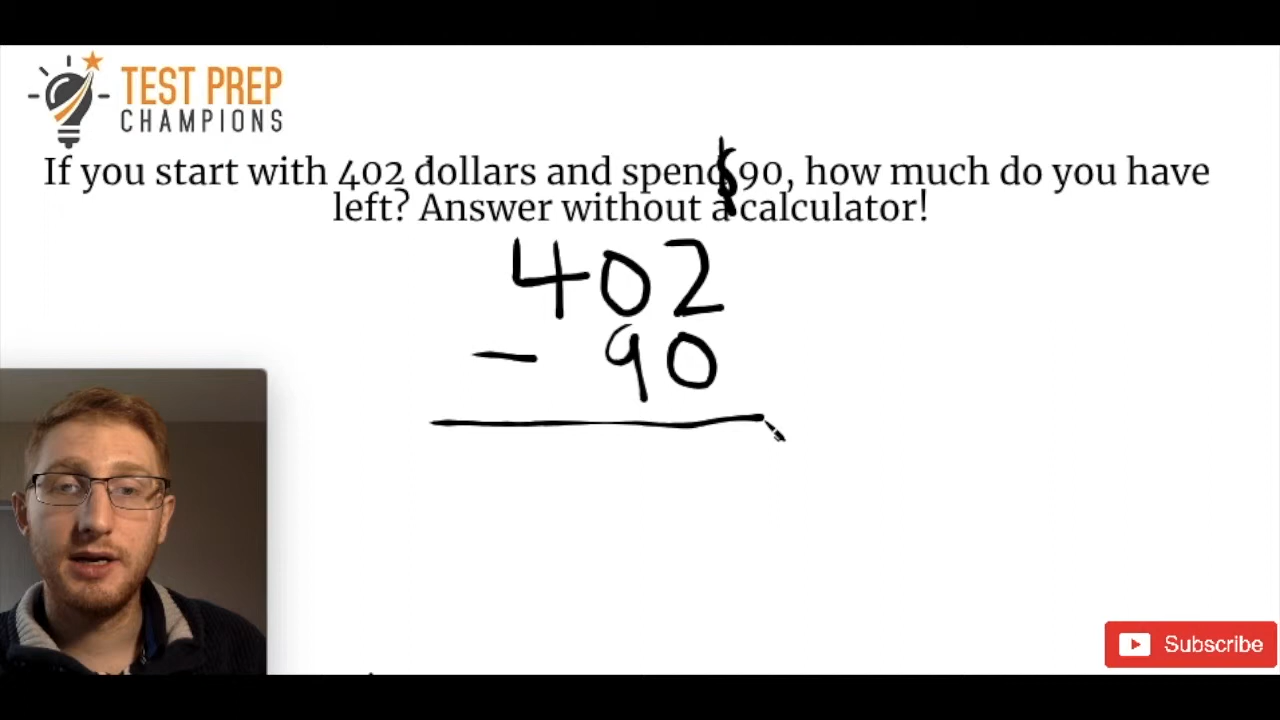 TEST PREP
CHAMPIONS
If you start with 402 dollars and spend $90, how much do you have
left? Answer without a calculator!
402
- 90
Subscribe